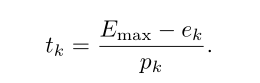 t_k = \frac{E_{\max} - e_k}{p_k}.